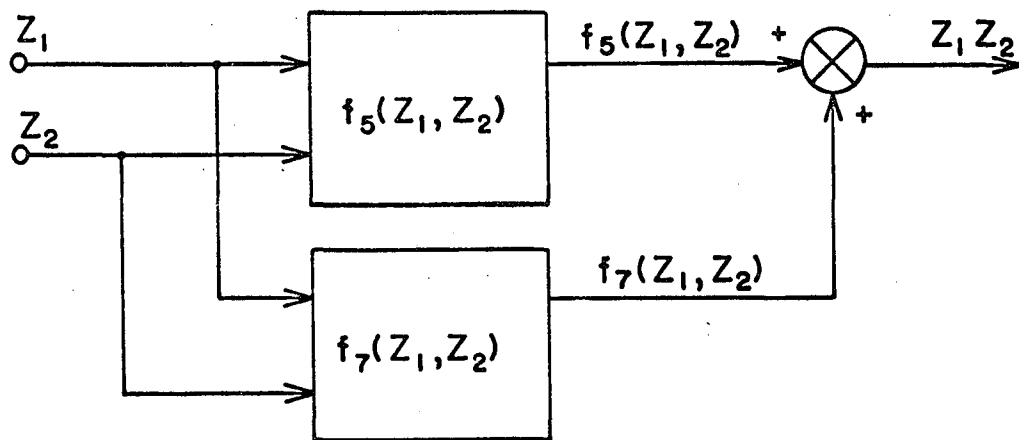 Z₁
f₅(Z₁, Z₂)
+
Z₁ Z₂
Z₂
f₅(Z₁, Z₂)
+
f₇(Z₁, Z₂)
f₇(Z₁, Z₂)